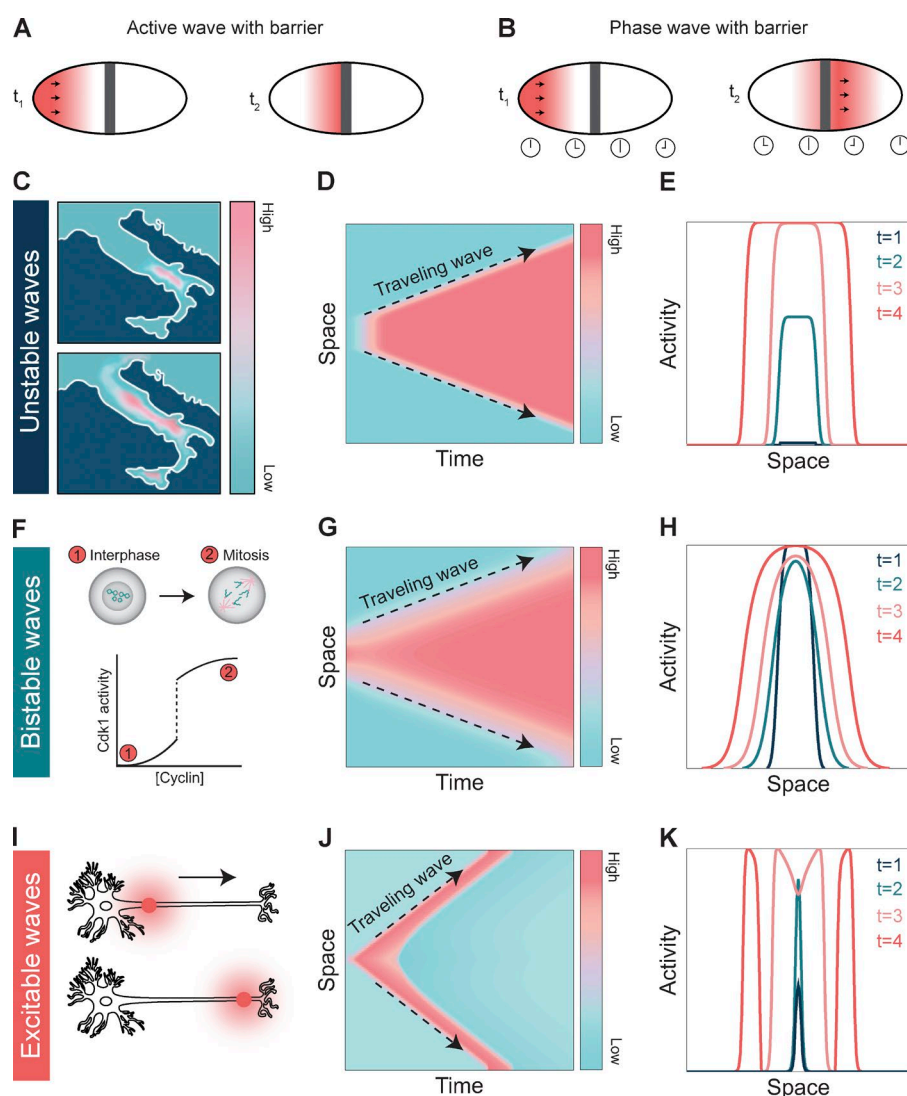 A
Active wave with barrier
B
Phase wave with barrier
t1
t2
t1
t2
C
D
E
Unstable waves
High
Low
Traveling wave
Space
Time
High
Low
Activity
Space
t=1
t=2
t=3
t=4
F
G
H
Bistable waves
1 Interphase
2 Mitosis
Cdk1 activity
1
2
[Cyclin]
Traveling wave
Space
Time
High
Low
Activity
Space
t=1
t=2
t=3
t=4
I
J
K
Excitable waves
Traveling wave
Space
Time
High
Low
Activity
Space
t=1
t=2
t=3
t=4